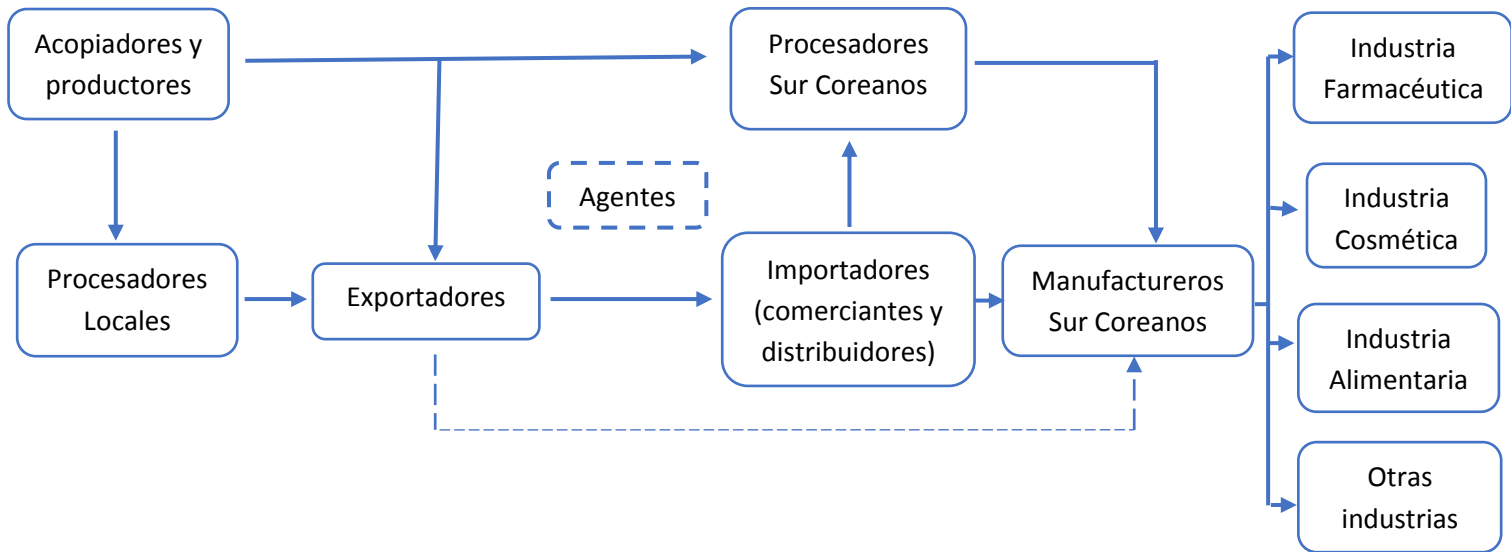 Acopiadores y
productores
Procesadores
Sur Coreanos
Industria
Farmacéutica
Agentes
Industria
Cosmética
Procesadores
Locales
Exportadores
Importadores
(comerciantes y
distribuidores)
Manufactureros
Sur Coreanos
Industria
Alimentaria
Otras
industrias